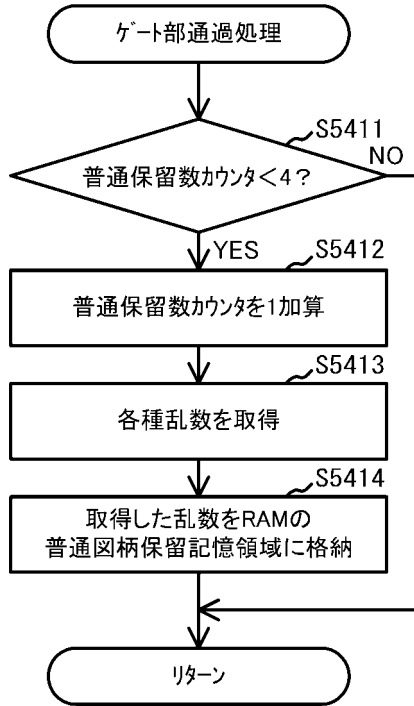 ゲート部通過処理
S5411
普通保留数カウンタ<4?
NO
YES
S5412
普通保留数カウンタを1加算
S5413
各種乱数を取得
S5414
取得した乱数をRAMの
普通図柄保留記憶領域に格納
リターン